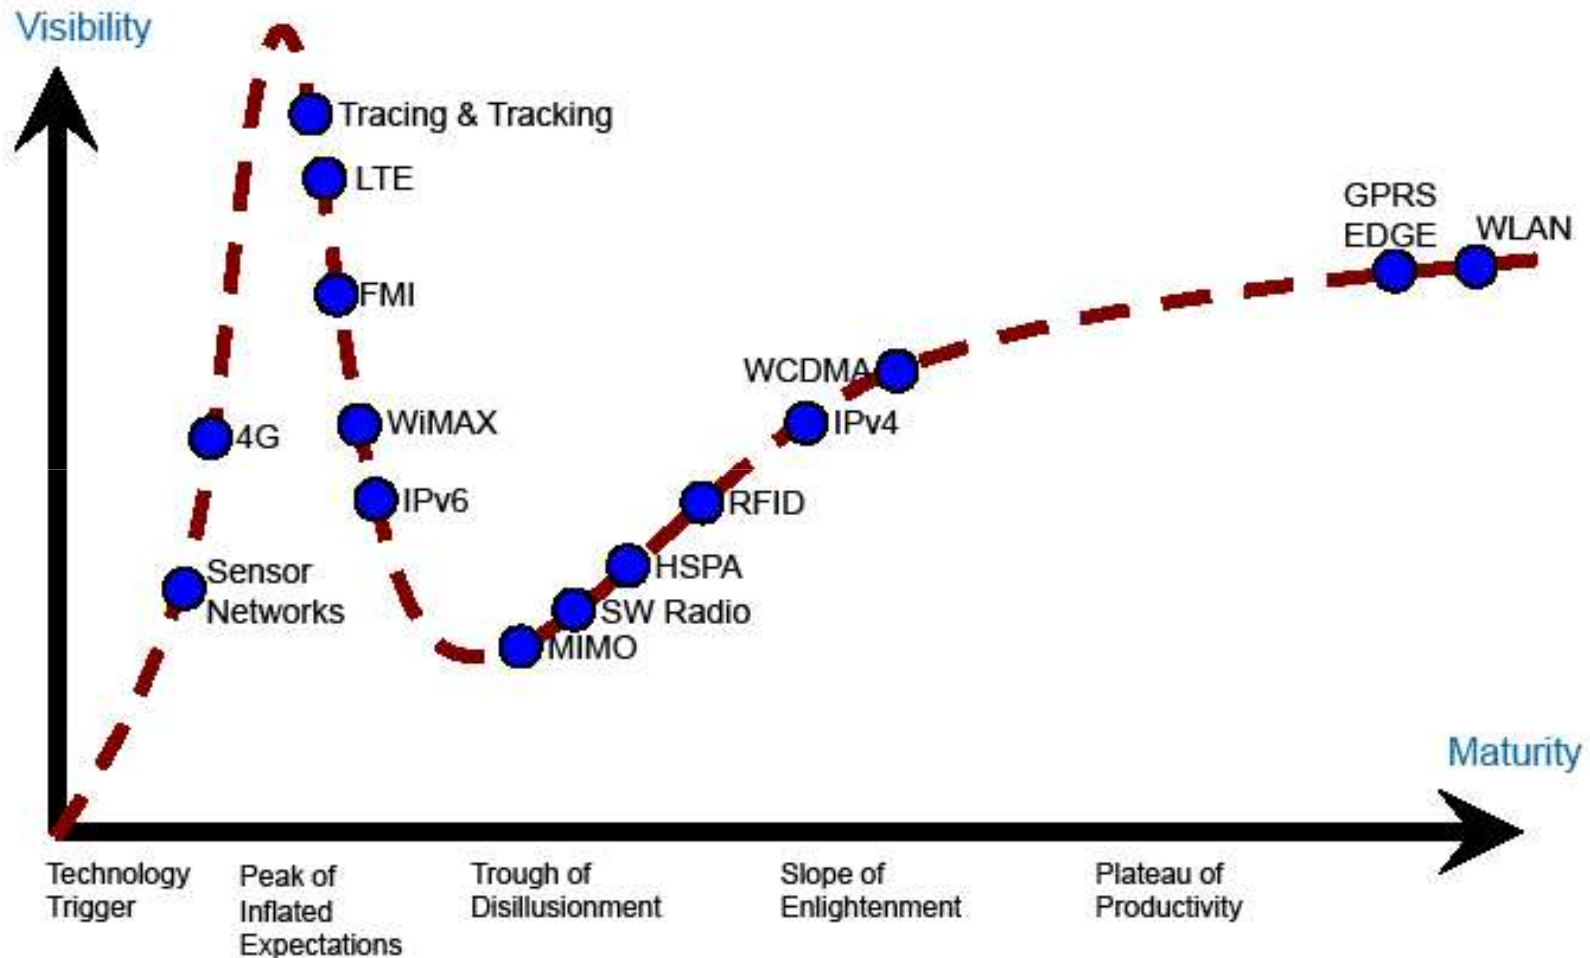 Visibility
Tracing & Tracking
LTE
GPRS
EDGE
WLAN
FMI
WCDMA
4G
WiMAX
IPv4
IPv6
RFID
Sensor
Networks
HSPA
SW Radio
MIMO
Maturity
Technology
Trigger
Peak of
Inflated
Expectations
Trough of
Disillusionment
Slope of
Enlightenment
Plateau of
Productivity